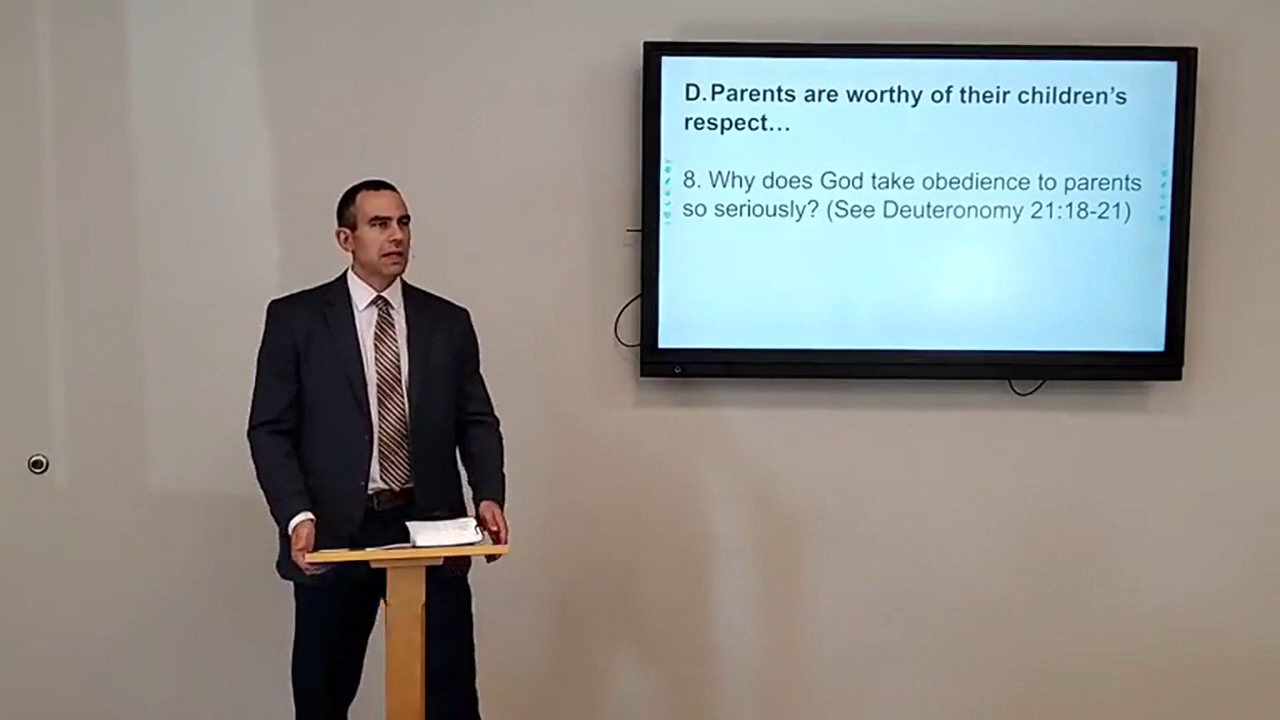 D.Parents are worthy of their children's
respect…
8. Why does God take obedience to parents
so seriously? (See Deuteronomy 21:18-21)